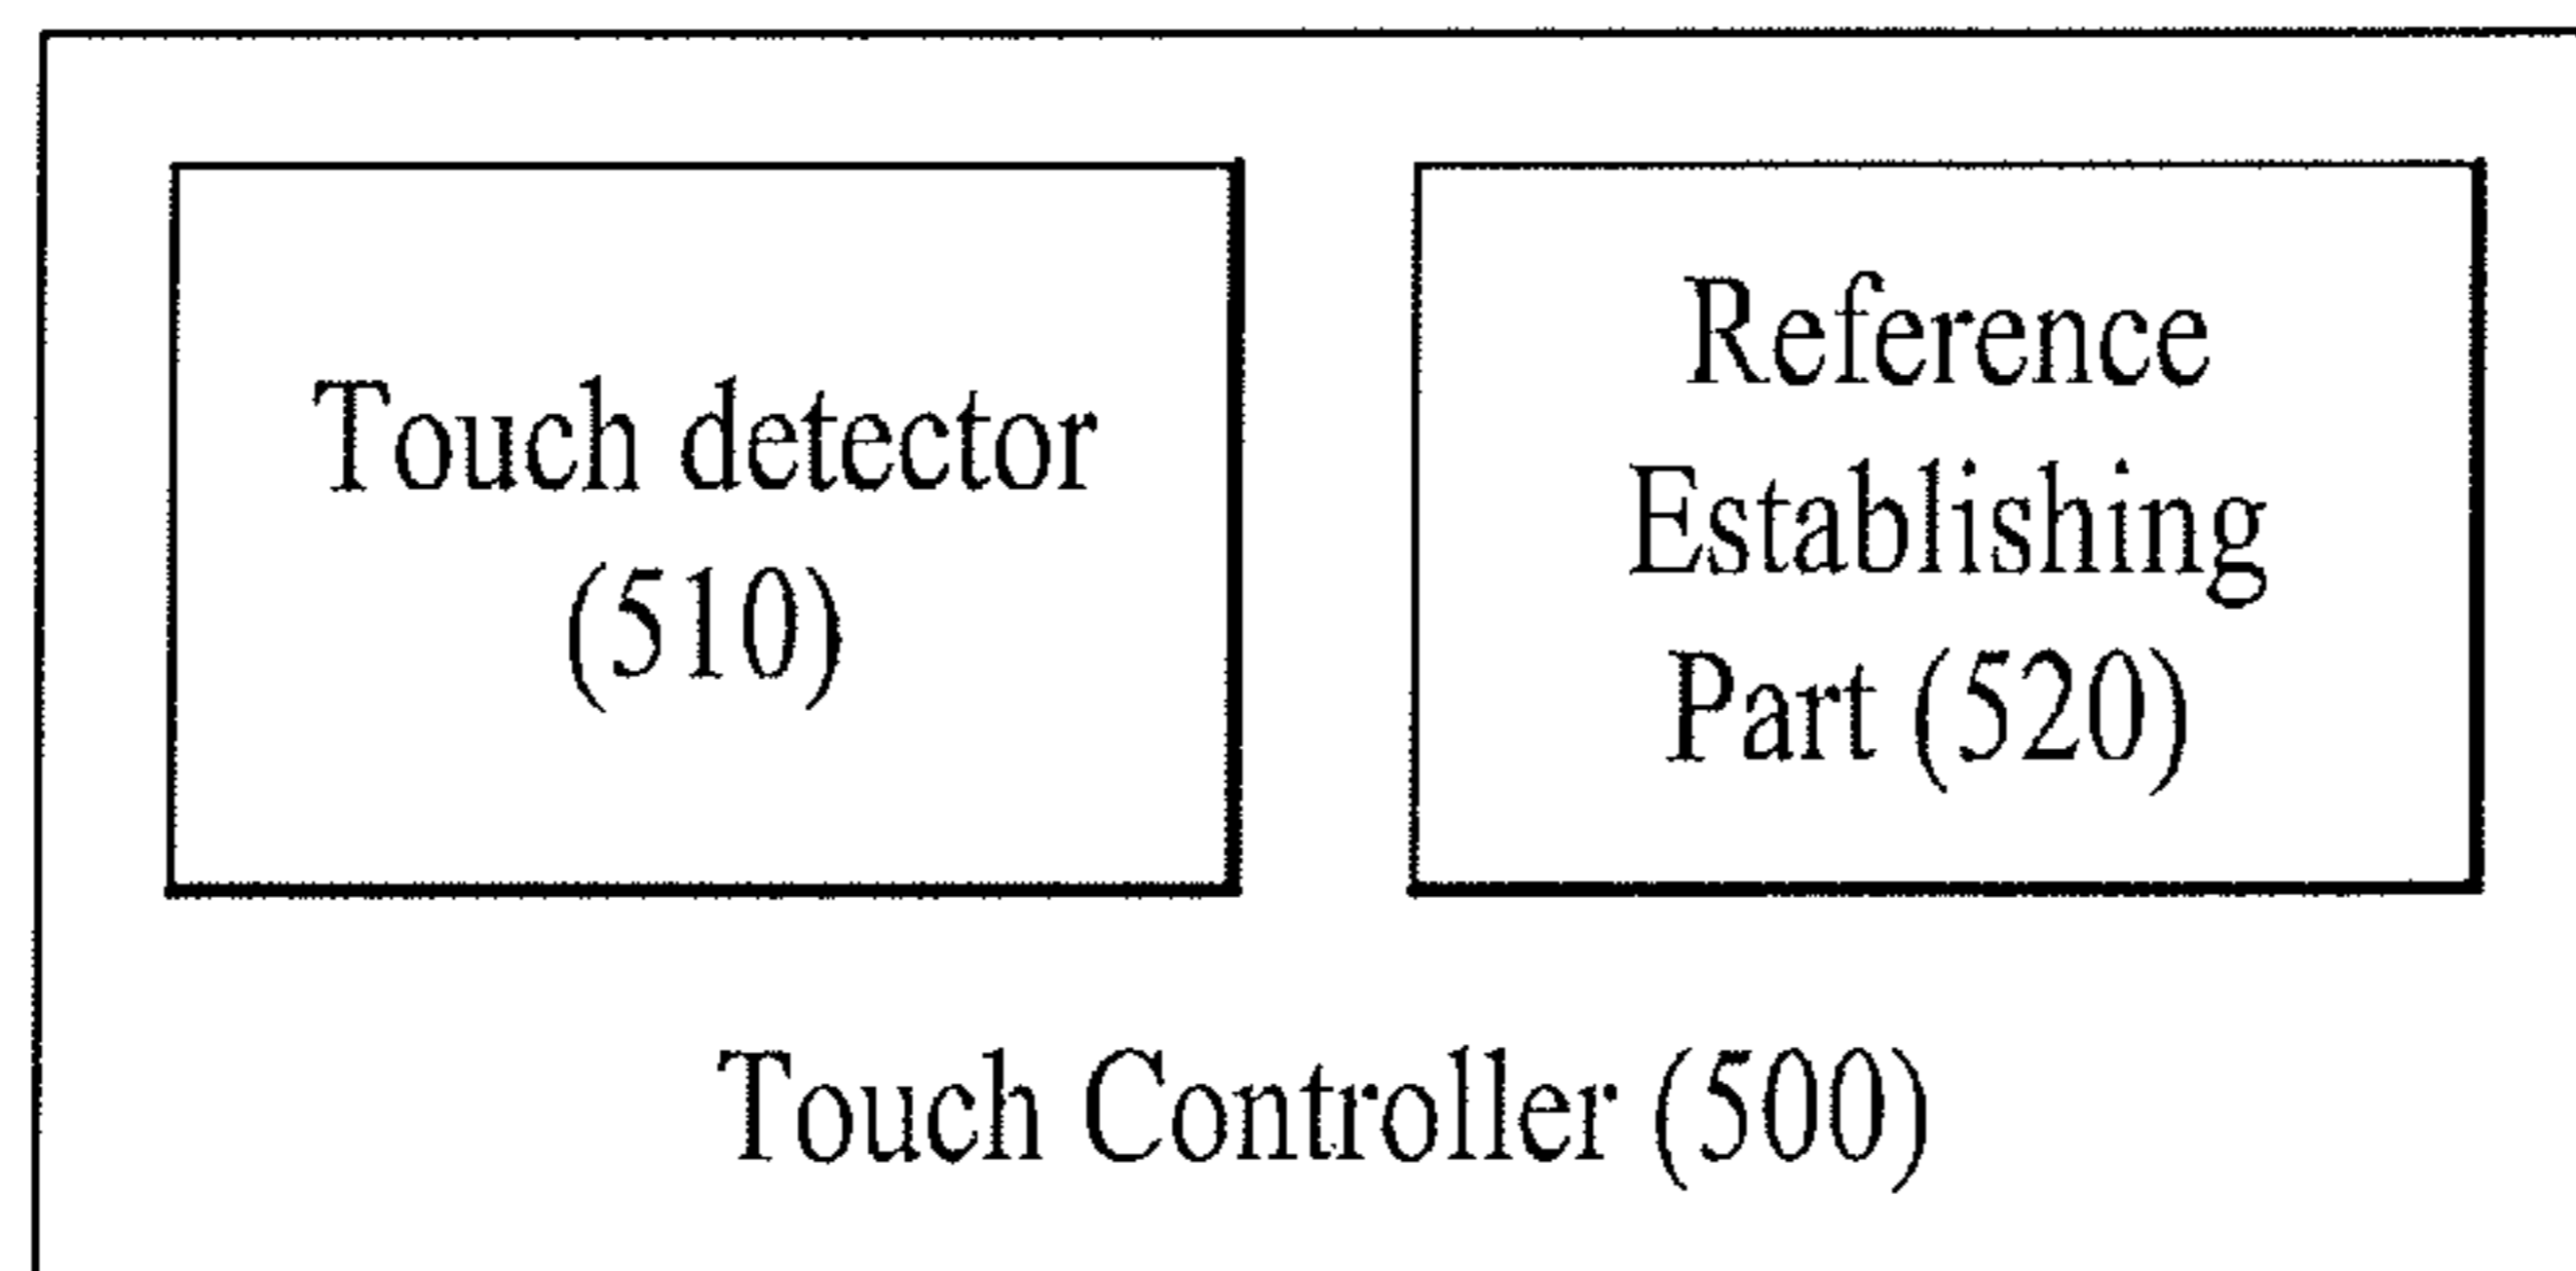 Touch detector
(510)
Reference
Establishing
Part (520)
Touch Controller (500)